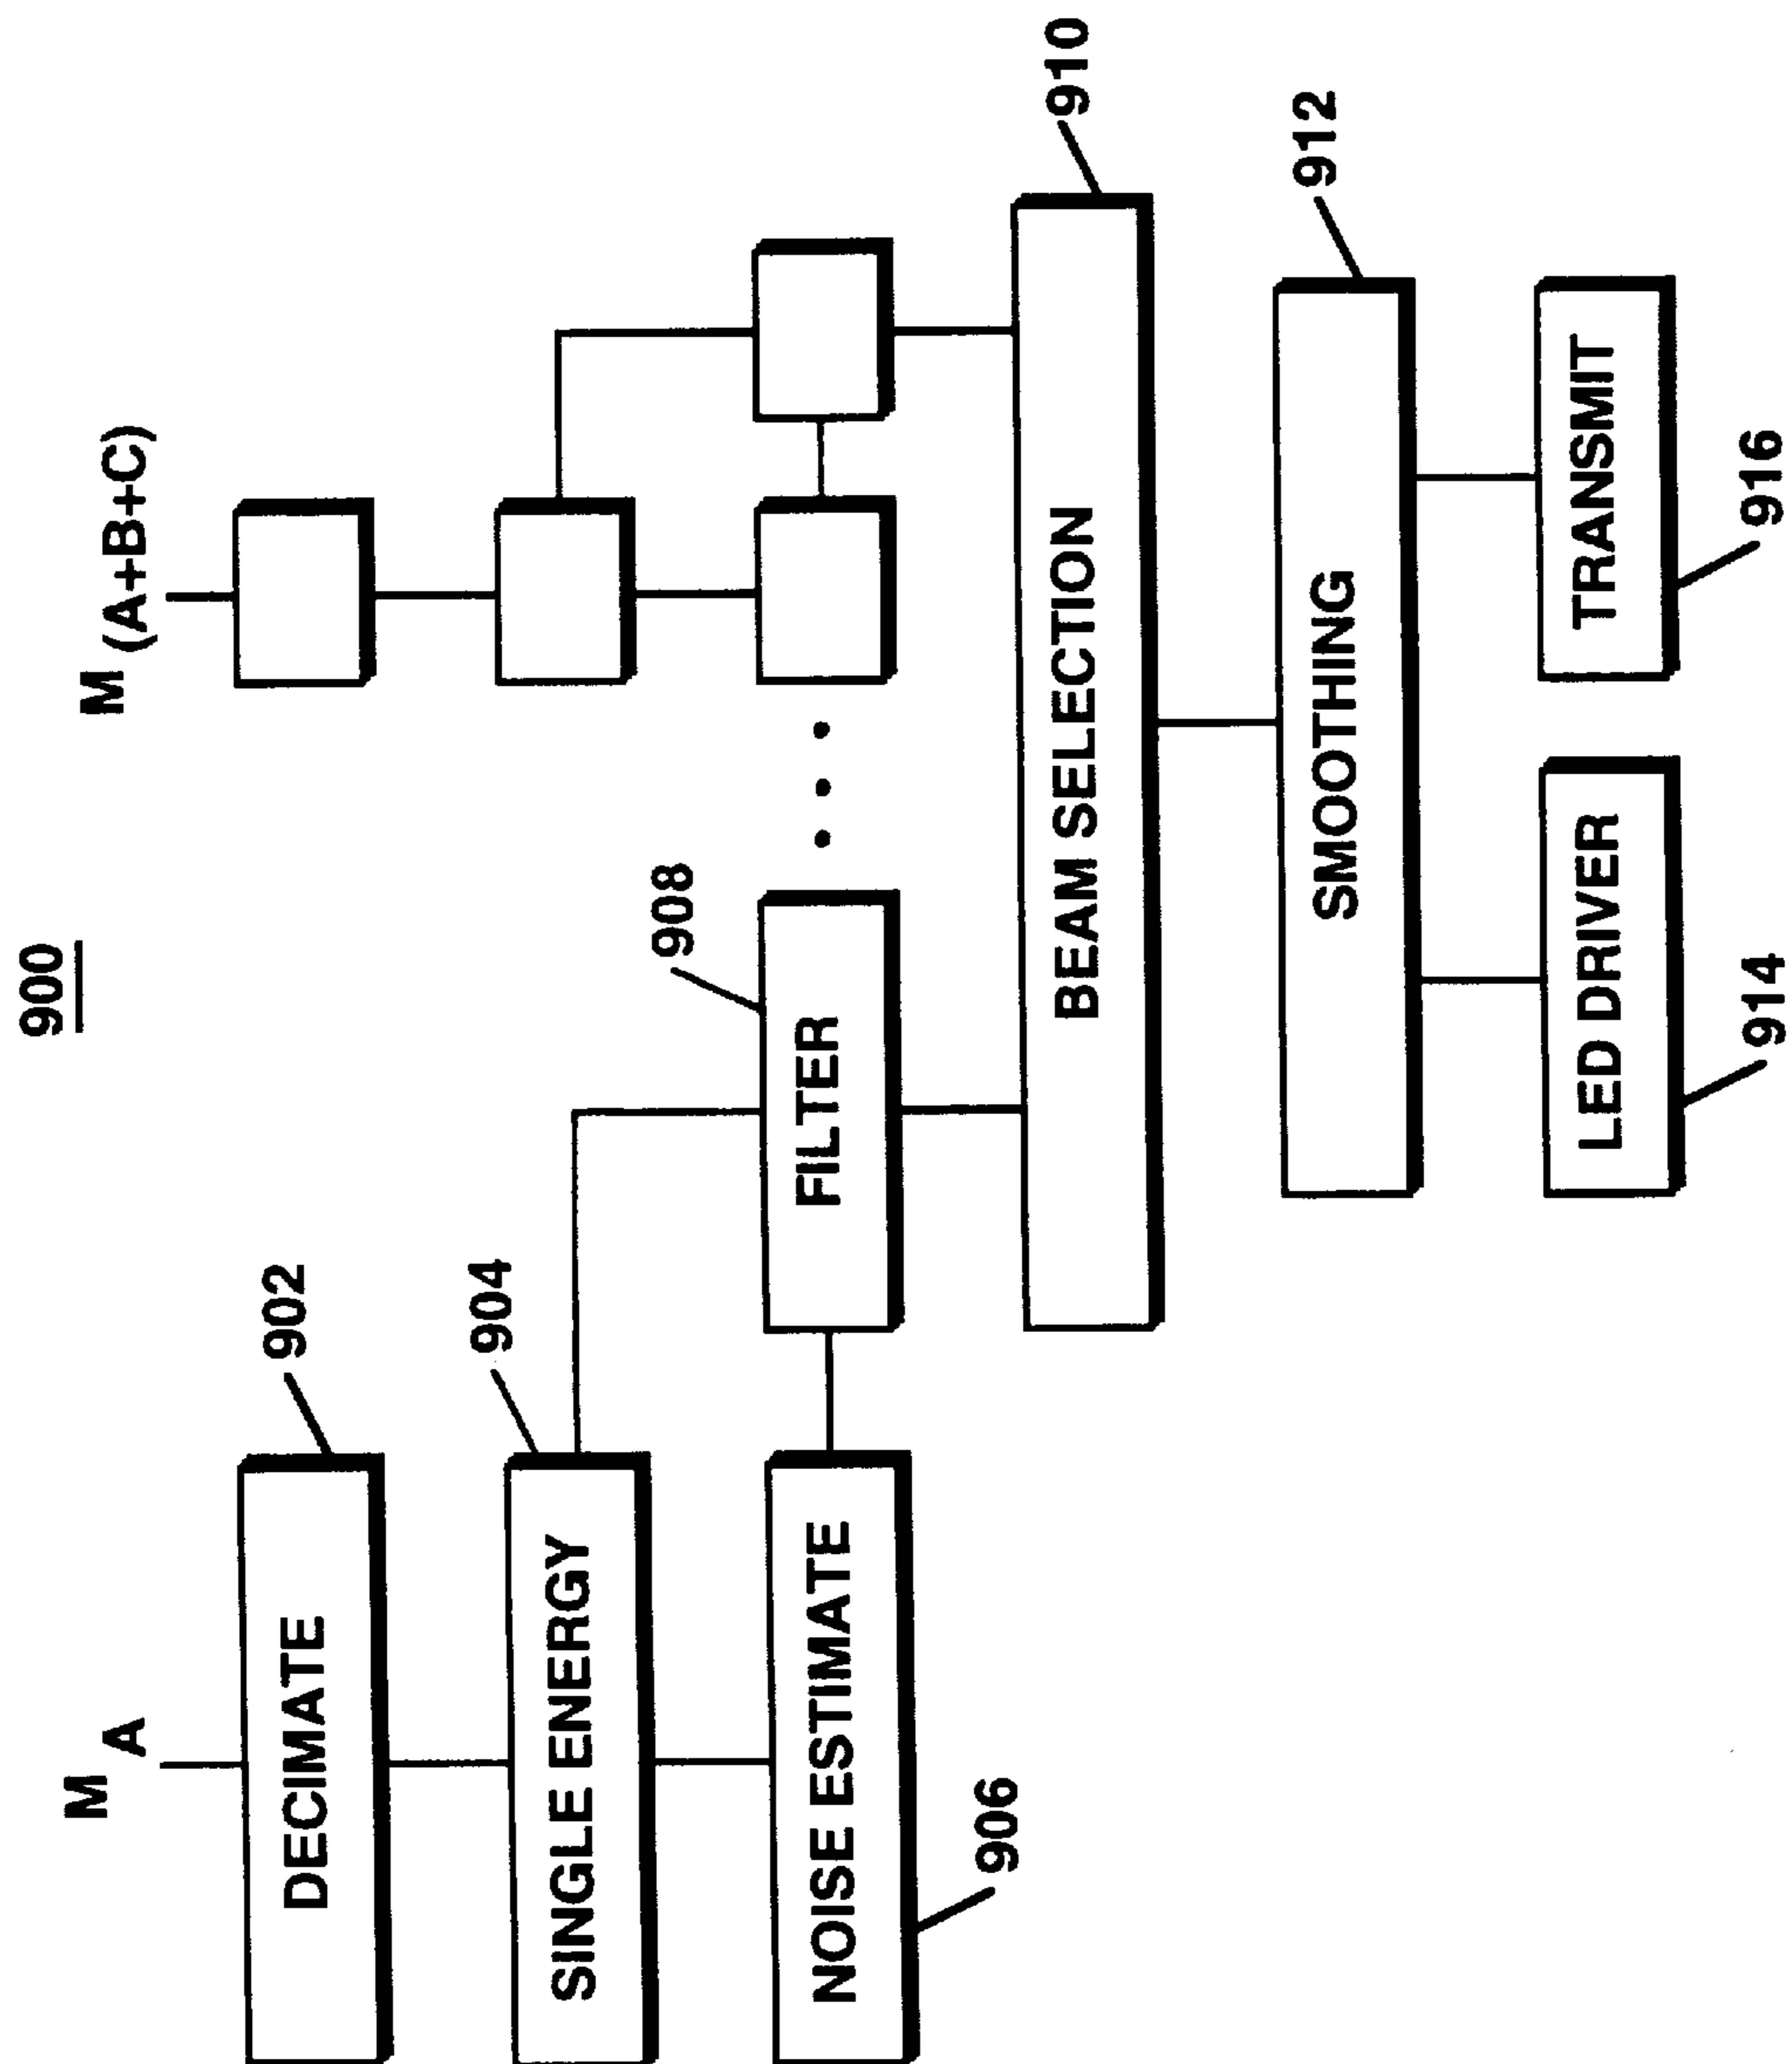 900
M A
M (A+B+C)
DECIMATE
902
SINGLE ENERGY
904
NOISE ESTIMATE
906
FILTER
908
BEAM SELECTION
910
SMOOTHING
912
LED DRIVER
914
TRANSMIT
916